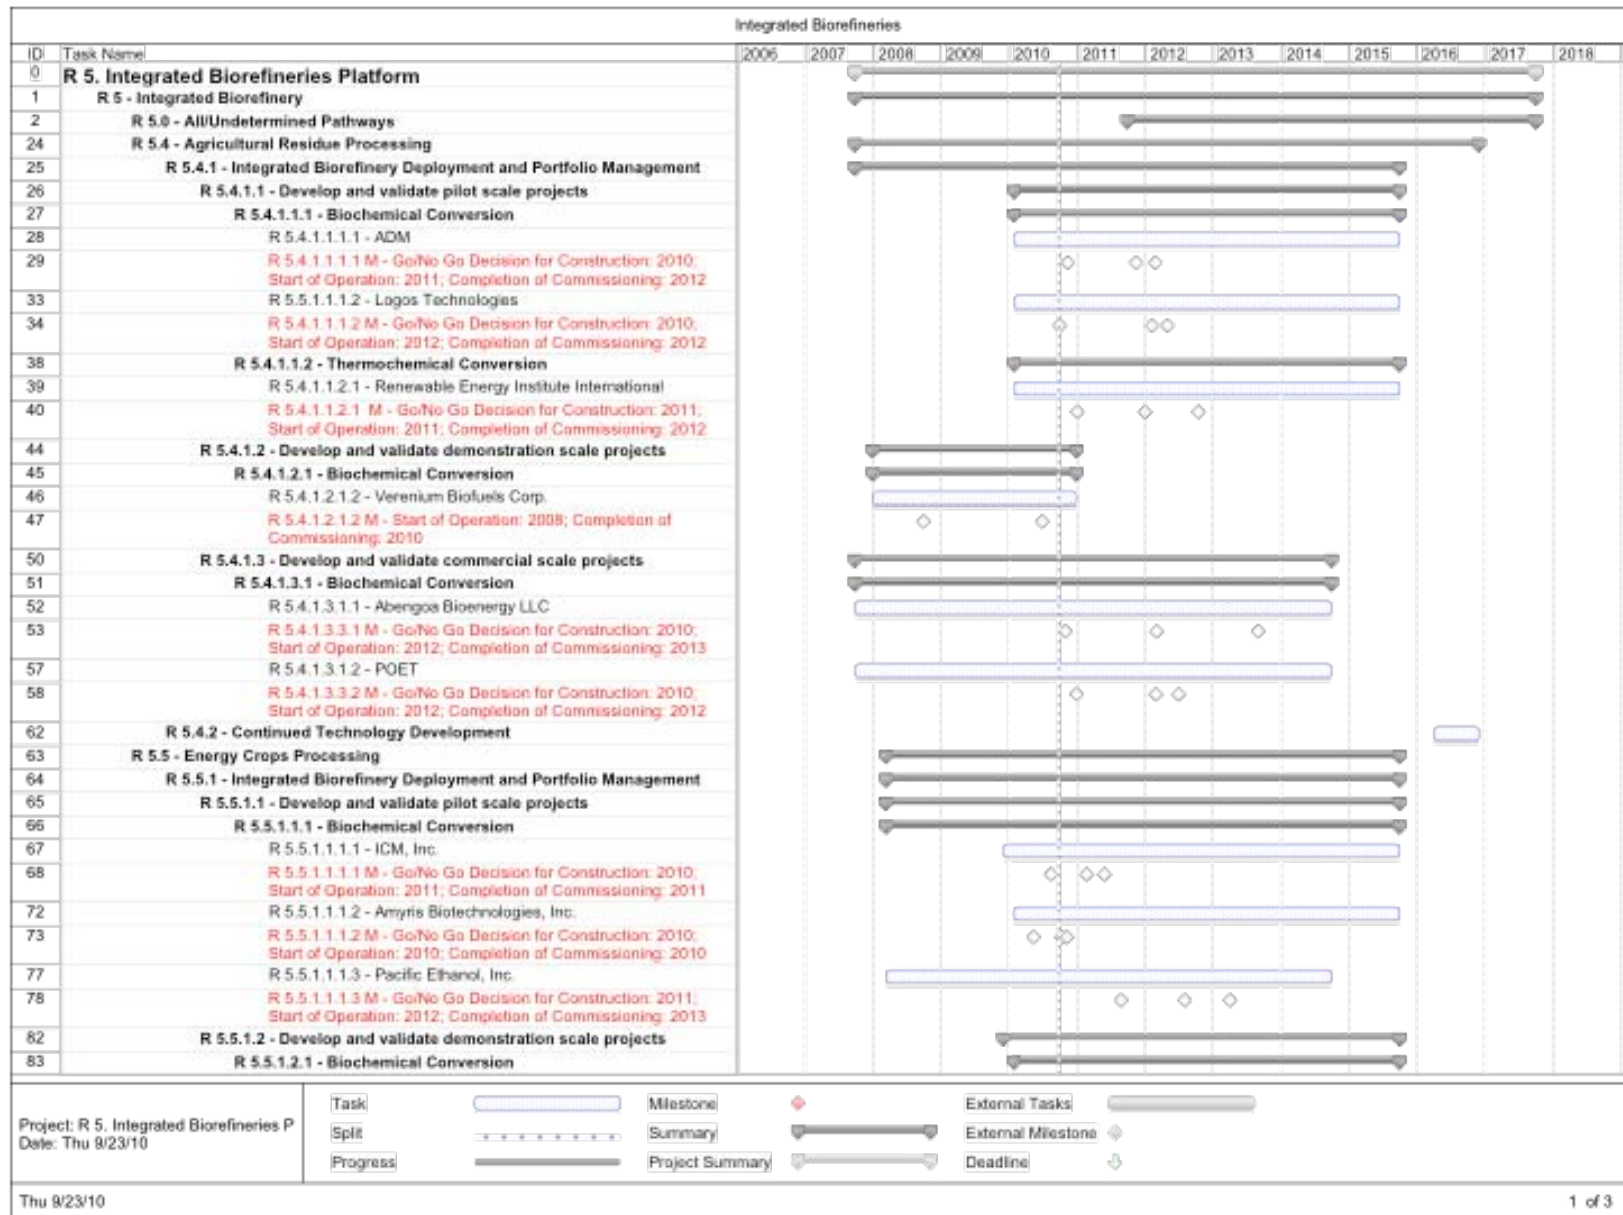 Integrated Biorefineries
ID Task Name 2006 2007 2008 2009 2010 2011 2012 2013 2014 2015 2016 2017 2018
0 R 5. Integrated Biorefineries Platform
1 R 5 - Integrated Biorefinery
2 R 5.0 - All/Undetermined Pathways
24 R 5.4 - Agricultural Residue Processing
25 R 5.4.1 - Integrated Biorefinery Deployment and Portfolio Management
26 R 5.4.1.1 - Develop and validate pilot scale projects
27 R 5.4.1.1.1 - Biochemical Conversion
28 R 5.4.1.1.1.1 - ADM
29 R 5.4.1.1.1.1 M - Go/No Go Decision for Construction: 2010;
Start of Operation: 2011; Completion of Commissioning: 2012
33 R 5.5.1.1.1.2 - Logos Technologies
34 R 5.4.1.1.1.2 M - Go/No Go Decision for Construction: 2010;
Start of Operation: 2012; Completion of Commissioning: 2012
38 R 5.4.1.1.2 - Thermochemical Conversion
39 R 5.4.1.1.2.1 - Renewable Energy Institute International
40 R 5.4.1.1.2.1 M - Go/No Go Decision for Construction: 2011;
Start of Operation: 2011; Completion of Commissioning: 2012
44 R 5.4.1.2 - Develop and validate demonstration scale projects
45 R 5.4.1.2.1 - Biochemical Conversion
46 R 5.4.1.2.1.2 - Verenium Biofuels Corp.
47 R 5.4.1.2.1.2 M - Start of Operation: 2008; Completion of
Commissioning: 2010
50 R 5.4.1.3 - Develop and validate commercial scale projects
51 R 5.4.1.3.1 - Biochemical Conversion
52 R 5.4.1.3.1.1 - Abengoa Bioenergy LLC
53 R 5.4.1.3.3.1 M - Go/No Go Decision for Construction: 2010;
Start of Operation: 2012; Completion of Commissioning: 2013
57 R 5.4.1.3.1.2 - POET
58 R 5.4.1.3.3.2 M - Go/No Go Decision for Construction: 2010;
Start of Operation: 2012; Completion of Commissioning: 2012
62 R 5.4.2 - Continued Technology Development
63 R 5.5 - Energy Crops Processing
64 R 5.5.1 - Integrated Biorefinery Deployment and Portfolio Management
65 R 5.5.1.1 - Develop and validate pilot scale projects
66 R 5.5.1.1.1 - Biochemical Conversion
67 R 5.5.1.1.1.1 - ICM, Inc.
68 R 5.5.1.1.1.1 M - Go/No Go Decision for Construction: 2010;
Start of Operation: 2011; Completion of Commissioning: 2011
72 R 5.5.1.1.1.2 - Amyris Biotechnologies, Inc.
73 R 5.5.1.1.1.2 M - Go/No Go Decision for Construction: 2010;
Start of Operation: 2010; Completion of Commissioning: 2010
77 R 5.5.1.1.1.3 - Pacific Ethanol, Inc.
78 R 5.5.1.1.1.3 M - Go/No Go Decision for Construction: 2011;
Start of Operation: 2012; Completion of Commissioning: 2013
82 R 5.5.1.2 - Develop and validate demonstration scale projects
83 R 5.5.1.2.1 - Biochemical Conversion
Project: R 5. Integrated Biorefineries P
Date: Thu 9/23/10
Task Milestone External Tasks
Split Summary External Milestone
Progress Project Summary Deadline
Thu 9/23/10 1 of 3